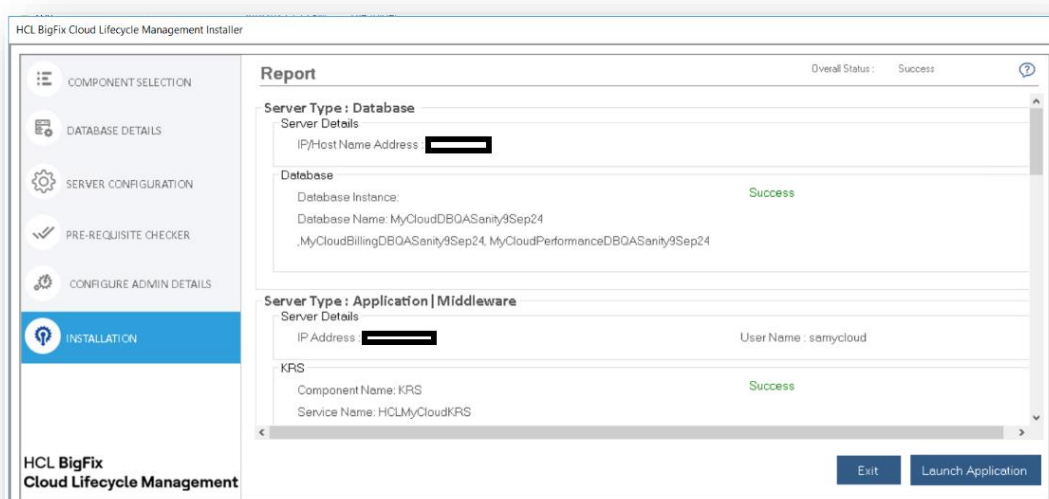 HCL BigFix Cloud Lifecycle Management Installer
COMPONENT SELECTION
DATABASE DETAILS
SERVER CONFIGURATION
PRE-REQUISITE CHECKER
CONFIGURE ADMIN DETAILS
INSTALLATION
HCL BigFix
Cloud Lifecycle Management
Report
Overall Status : Success
Server Type : Database
Server Details
IP/Host Name Address :
Database
Database Instance:
Success
Database Name: MyCloudDBQASanity9Sep24
,MyCloudBillingDBQASanity9Sep24, MyCloudPerformanceDBQASanity9Sep24
Server Type : Application | Middleware
Server Details
IP Address :
User Name : samycloud
KRS
Component Name: KRS
Success
Service Name: HCLMyCloudKRS
Exit
Launch Application